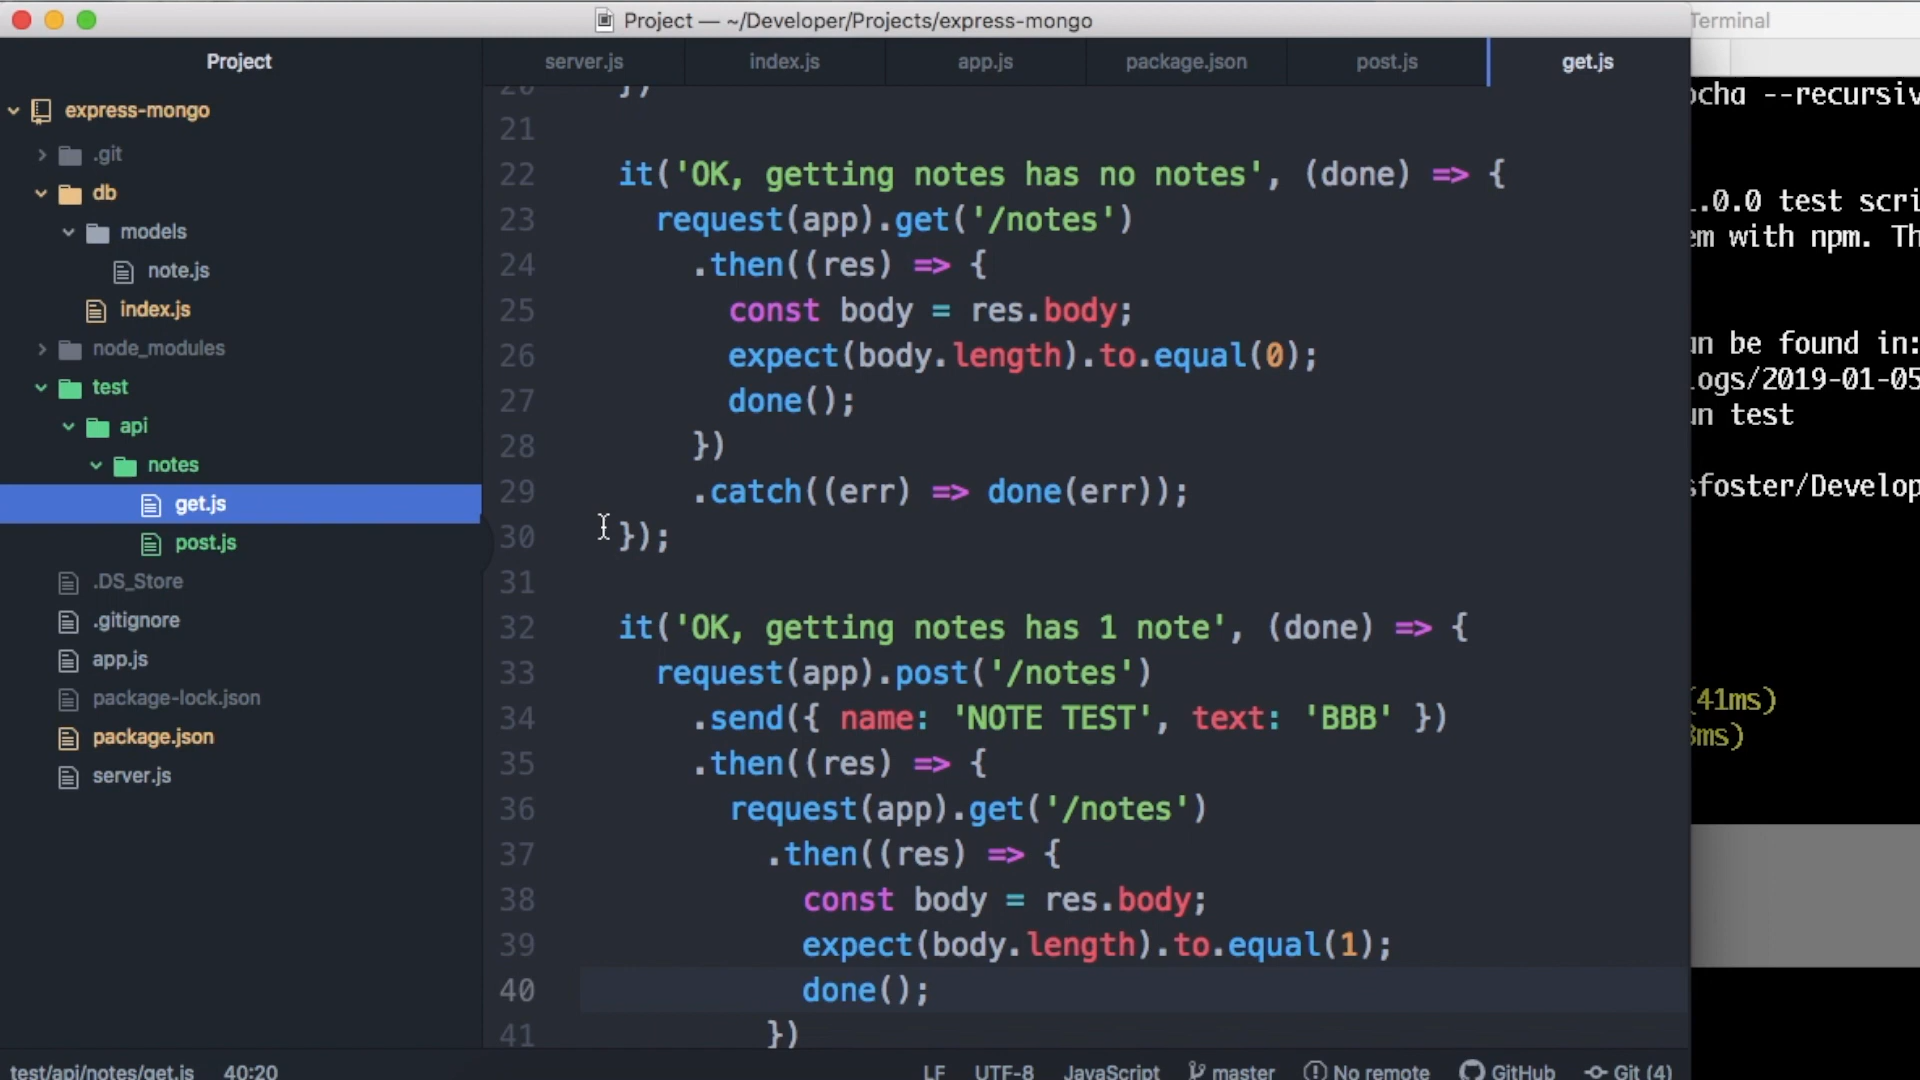 Project — ~/Developer/Projects/express-mongo
Terminal
Project
server.js
index.js
app.js
package.json
post.js
get.js
express-mongo
.git
db
models
note.js
index.js
node_modules
test
api
notes
get.js
post.js
.DS_Store
.gitignore
app.js
package-lock.json
package.json
server.js
20 })
21
22 it('OK, getting notes has no notes', (done) => {
23 request(app).get('/notes')
24 .then((res) => {
25 const body = res.body;
26 expect(body.length).to.equal(0);
27 done();
28 })
29 .catch((err) => done(err));
30 });
31
32 it('OK, getting notes has 1 note', (done) => {
33 request(app).post('/notes')
34 .send({ name: 'NOTE TEST', text: 'BBB' })
35 .then((res) => {
36 request(app).get('/notes')
37 .then((res) => {
38 const body = res.body;
39 expect(body.length).to.equal(1);
40 done();
41 })
ocha --recursiv
.0.0 test scri
em with npm. Th
an be found in:
logs/2019-01-05
un test
sfoster/Develop
(41ms)
ms)
test/api/notes/get.js 40:20
LF UTF-8 JavaScript master No remote GitHub Git (4)